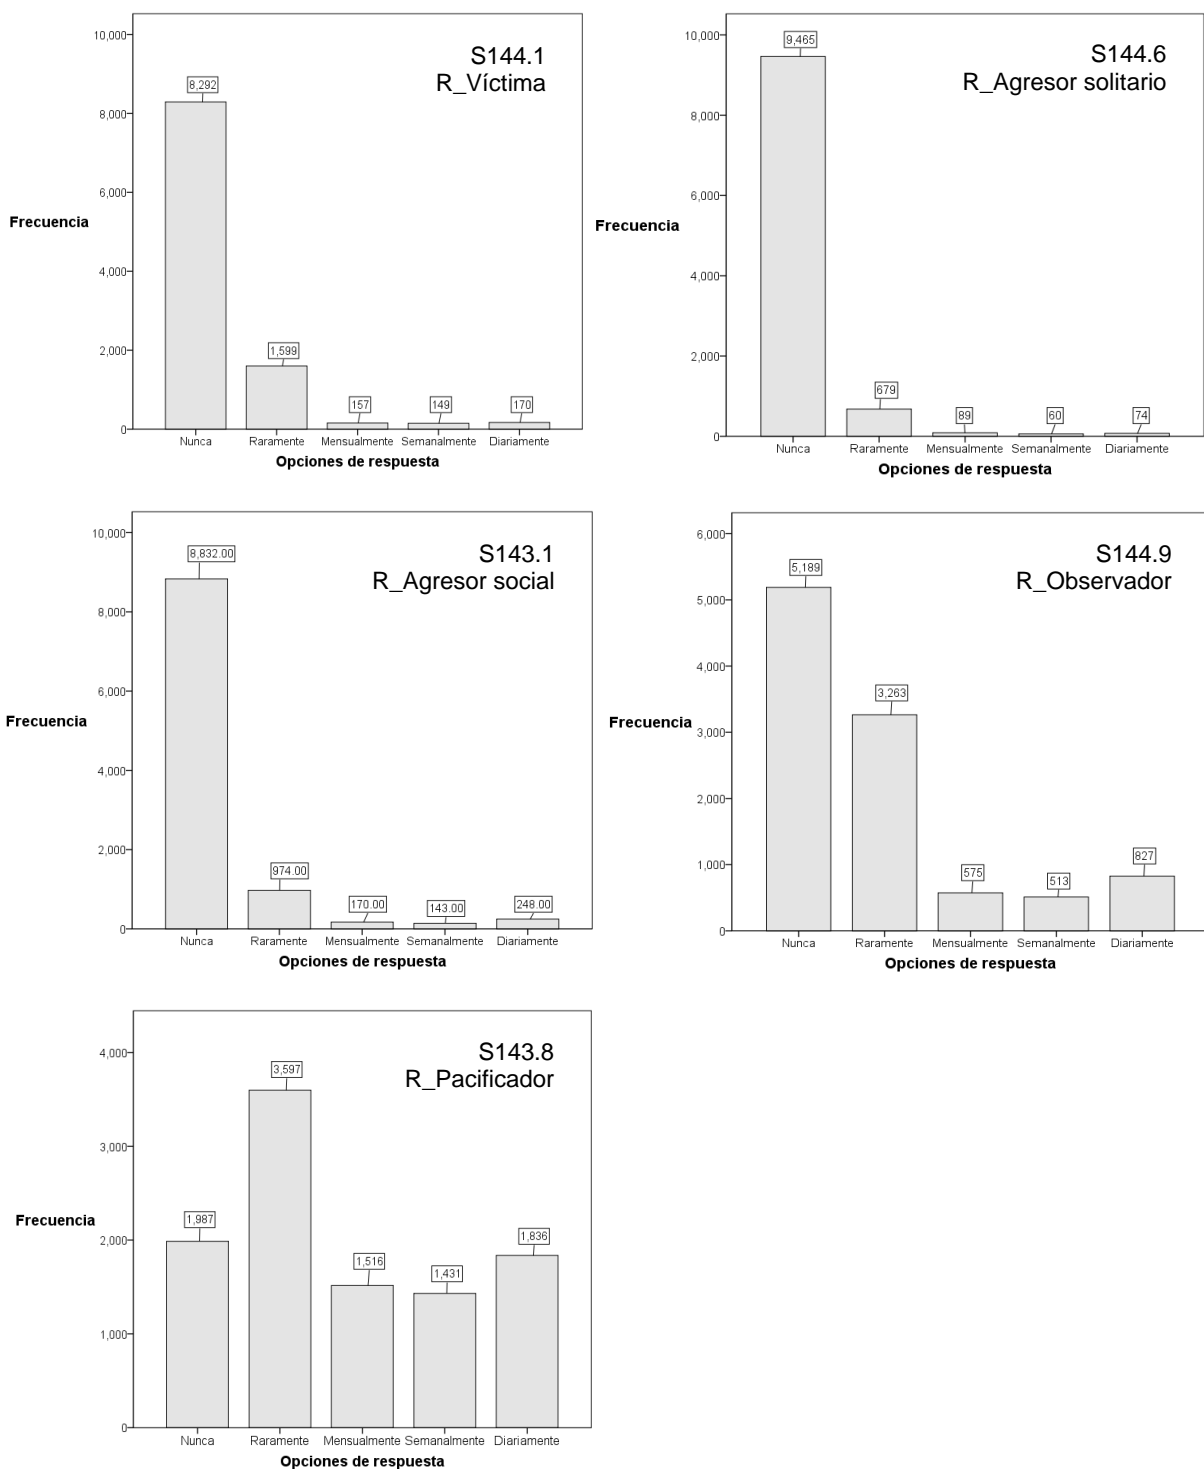 S144.1
R_Víctima
10,000
8,000
6,000
4,000
2,000
0
Frecuencia
8,292
1,599
157
149
170
Nunca
Raramente
Mensualmente
Semanalmente
Diariamente
Opciones de respuesta
S144.6
R_Agresor solitario
10,000
8,000
6,000
4,000
2,000
0
Frecuencia
9,465
679
89
60
74
Nunca
Raramente
Mensualmente
Semanalmente
Diariamente
Opciones de respuesta
S143.1
R_Agresor social
10,000
8,000
6,000
4,000
2,000
0
Frecuencia
8,832.00
974.00
170.00
143.00
248.00
Nunca
Raramente
Mensualmente
Semanalmente
Diariamente
Opciones de respuesta
S144.9
R_Observador
6,000
5,000
4,000
3,000
2,000
1,000
0
Frecuencia
5,189
3,263
575
513
827
Nunca
Raramente
Mensualmente
Semanalmente
Diariamente
Opciones de respuesta
S143.8
R_Pacificador
4,000
3,000
2,000
1,000
0
Frecuencia
1,987
3,597
1,516
1,431
1,836
Nunca
Raramente
Mensualmente
Semanalmente
Diariamente
Opciones de respuesta